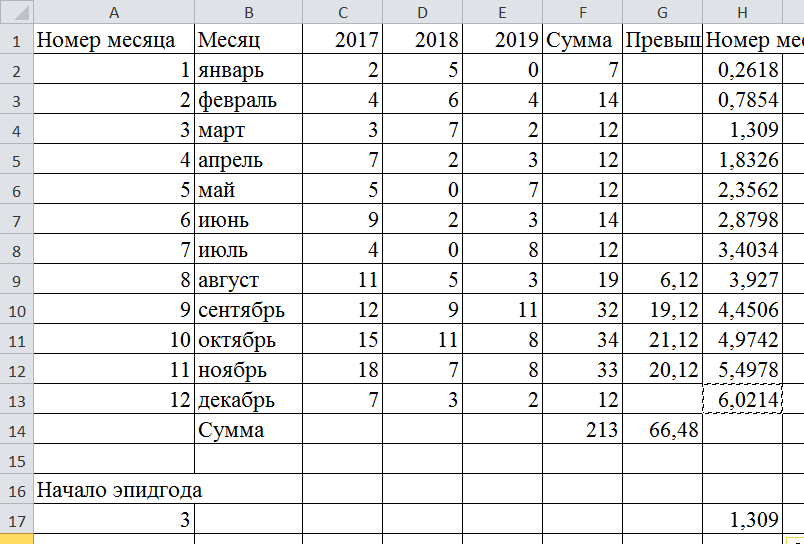 A B C D E F G H
1 Номер месяца Месяц 2017 2018 2019 Сумма Превыш Номер мес
2 1 январь 2 5 0 7 0,2618
3 2 февраль 4 6 4 14 0,7854
4 3 март 3 7 2 12 1,309
5 4 апрель 7 2 3 12 1,8326
6 5 май 5 0 7 12 2,3562
7 6 июнь 9 2 3 14 2,8798
8 7 июль 4 0 8 12 3,4034
9 8 август 11 5 3 19 6,12 3,927
10 9 сентябрь 12 9 11 32 19,12 4,4506
11 10 октябрь 15 11 8 34 21,12 4,9742
12 11 ноябрь 18 7 8 33 20,12 5,4978
13 12 декабрь 7 3 2 12 6,0214
14 Сумма 213 66,48
15
16 Начало эпидгода
17 3 1,309